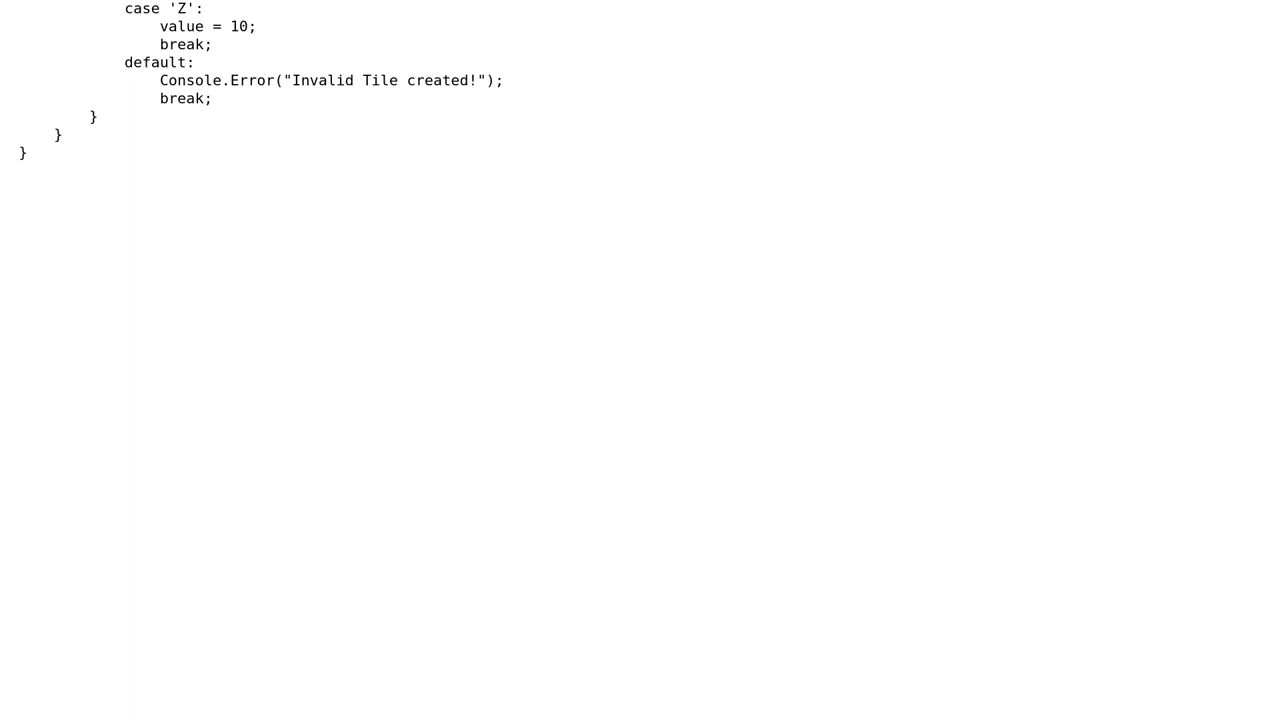 case 'Z':
                value = 10;
                break;
            default:
                Console.Error("Invalid Tile created!");
                break;
        }
    }
}